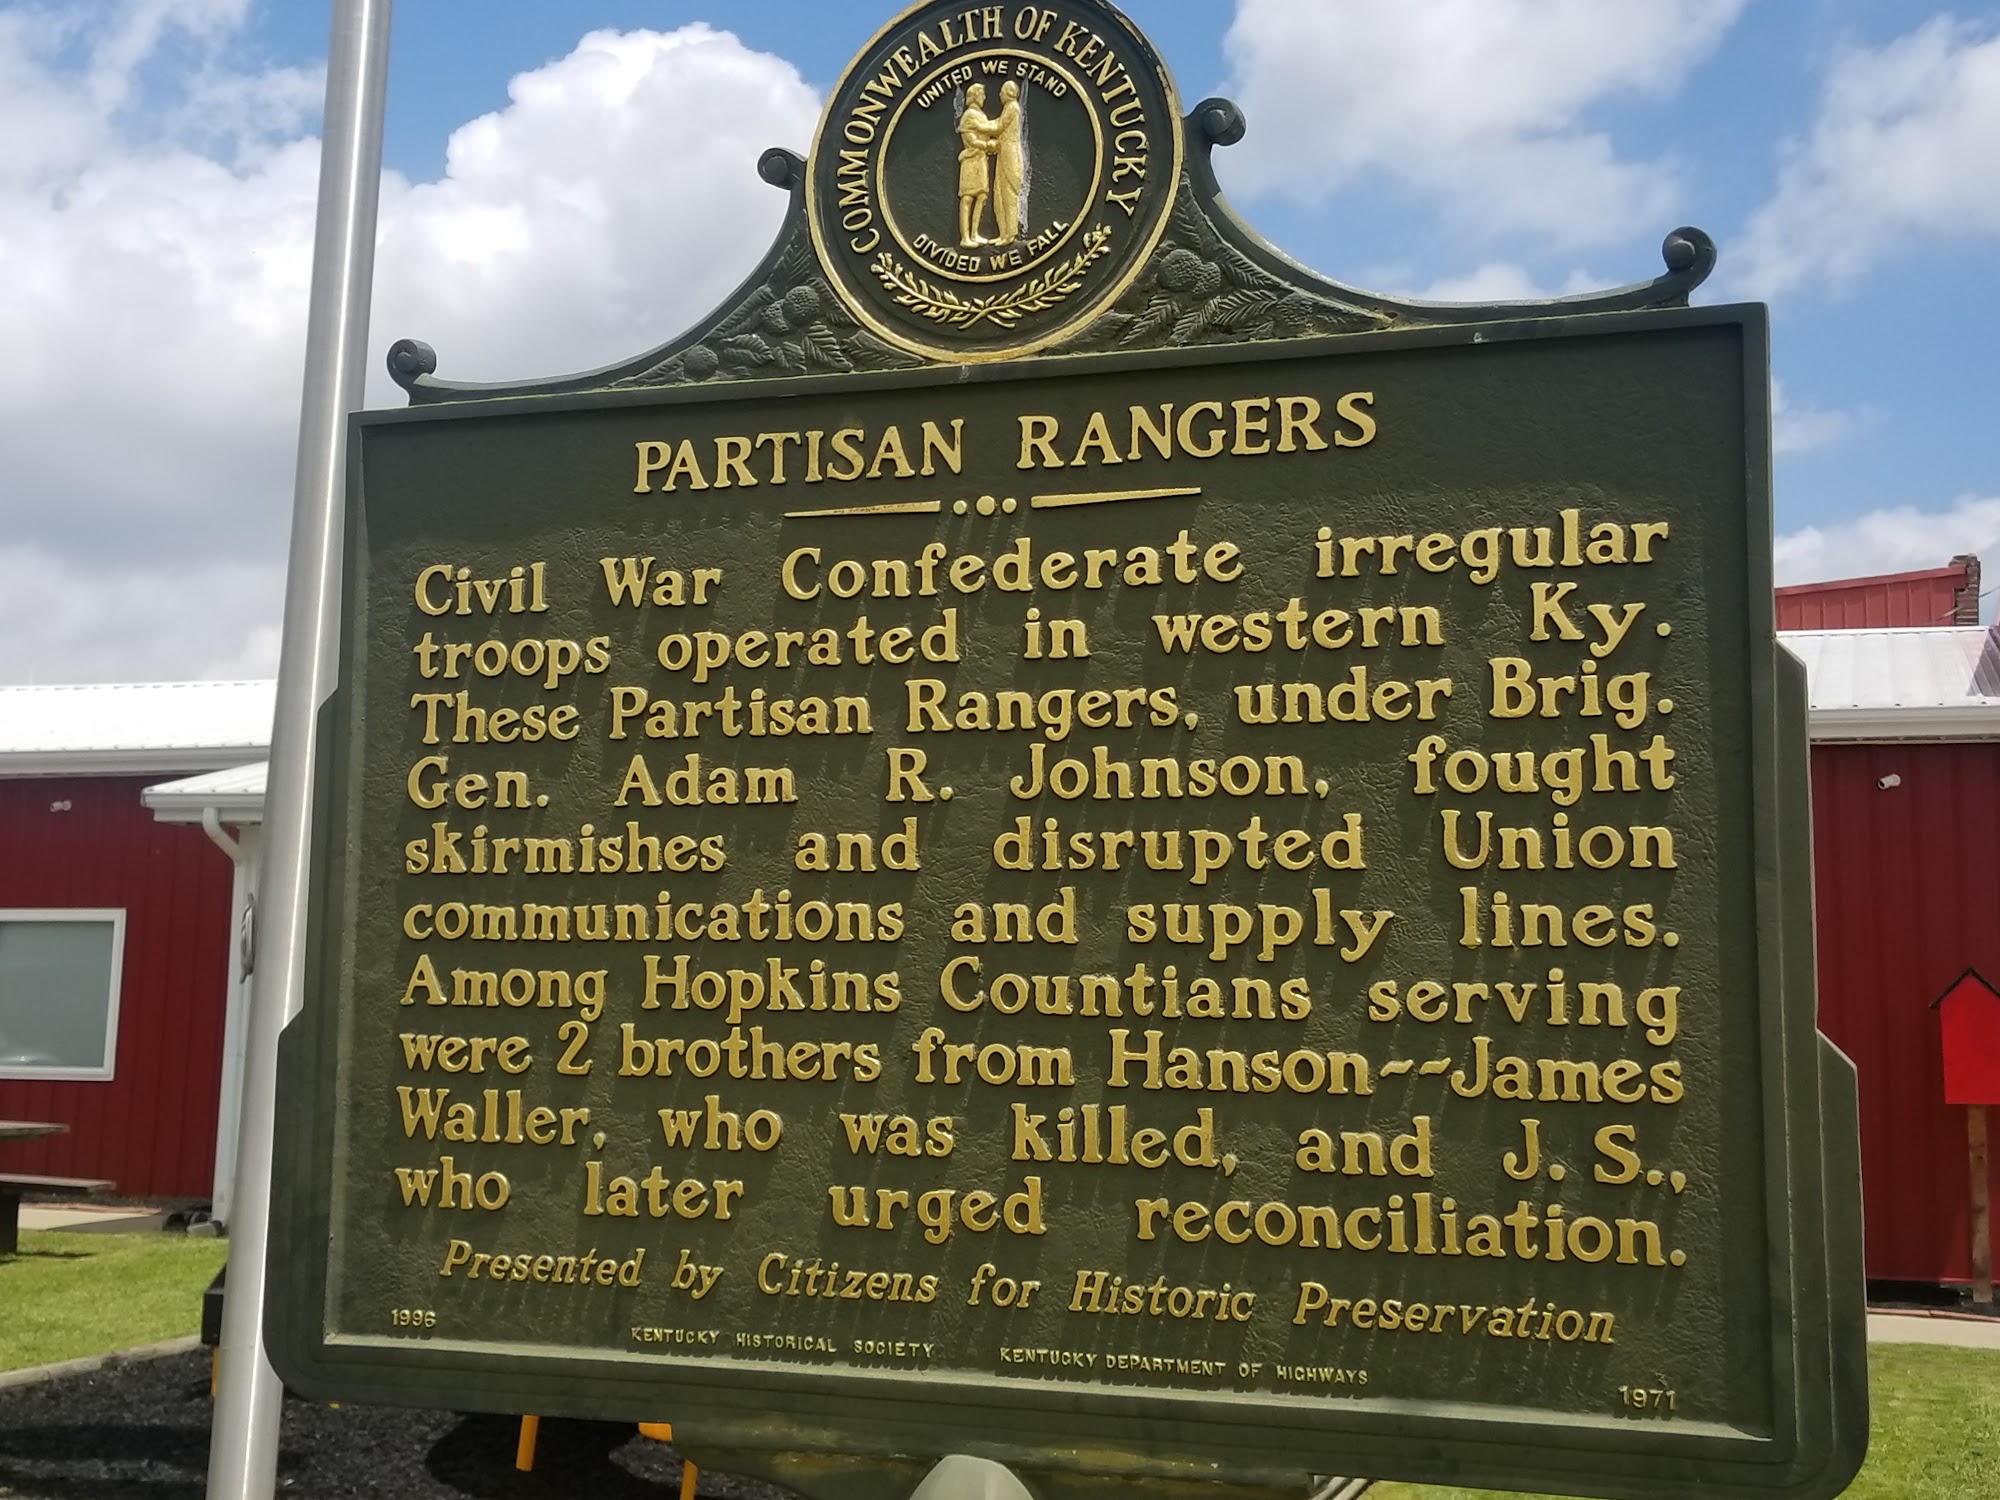 COMMONWEALTH OF KENTUCKY
UNITED WE STAND
DIVIDED WE FALL
PARTISAN RANGERS
Civil War Confederate irregular
troops operated in western Ky.
These Partisan Rangers, under Brig.
Gen. Adam R. Johnson, fought
skirmishes and disrupted Union
communications and supply lines.
Among Hopkins Countians serving
were 2 brothers from Hanson--James
Waller, who was killed, and J. S.,
who later urged reconciliation.
Presented by Citizens for Historic Preservation
1996 KENTUCKY HISTORICAL SOCIETY KENTUCKY DEPARTMENT OF HIGHWAYS 1971